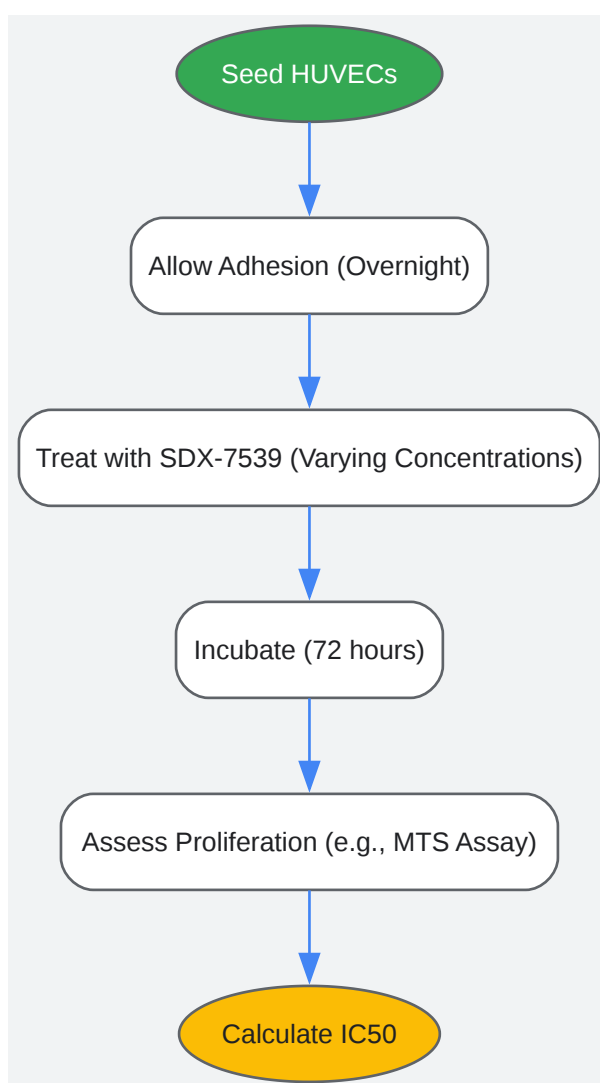 Seed HUVECs
Allow Adhesion (Overnight)
Treat with SDX-7539 (Varying Concentrations)
Incubate (72 hours)
Assess Proliferation (e.g., MTS Assay)
Calculate IC50